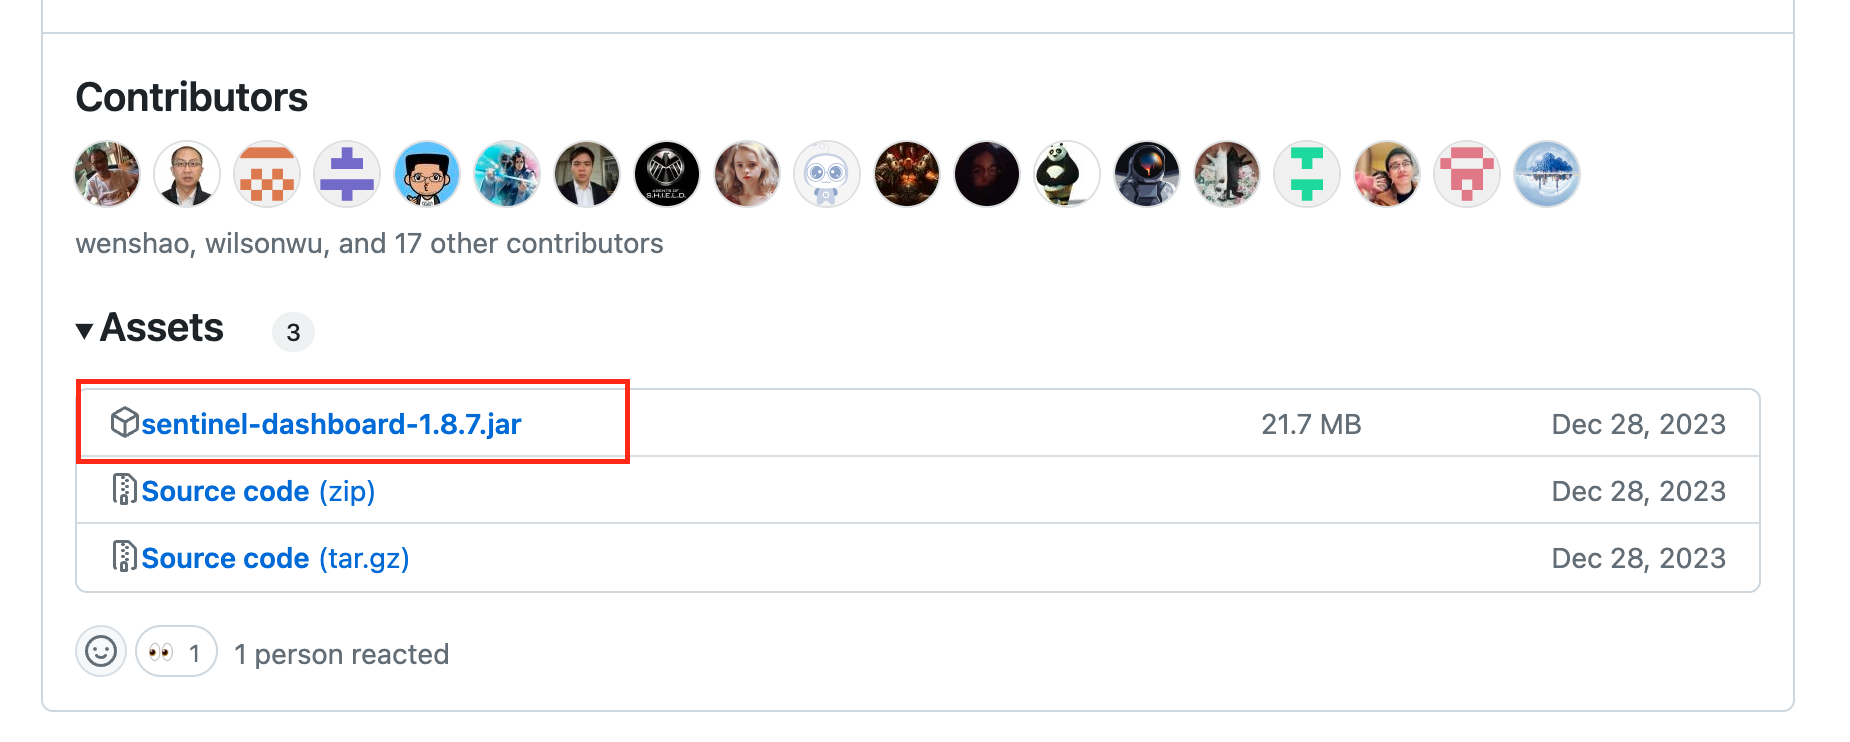 Contributors
AGENTS OF
S.H.I.E.L.D.
wenshao, wilsonwu, and 17 other contributors
Assets 3
sentinel-dashboard-1.8.7.jar 21.7 MB Dec 28, 2023
Source code (zip) Dec 28, 2023
Source code (tar.gz) Dec 28, 2023
👀 1 1 person reacted